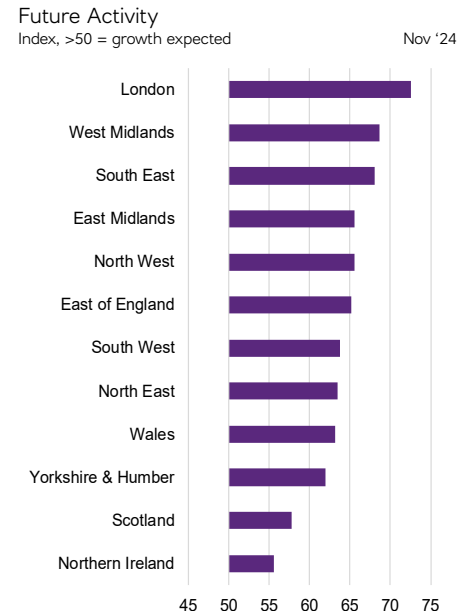 Future Activity
Index, >50 = growth expected Nov ‘24
London
West Midlands
South East
East Midlands
North West
East of England
South West
North East
Wales
Yorkshire & Humber
Scotland
Northern Ireland
45 50 55 60 65 70 75